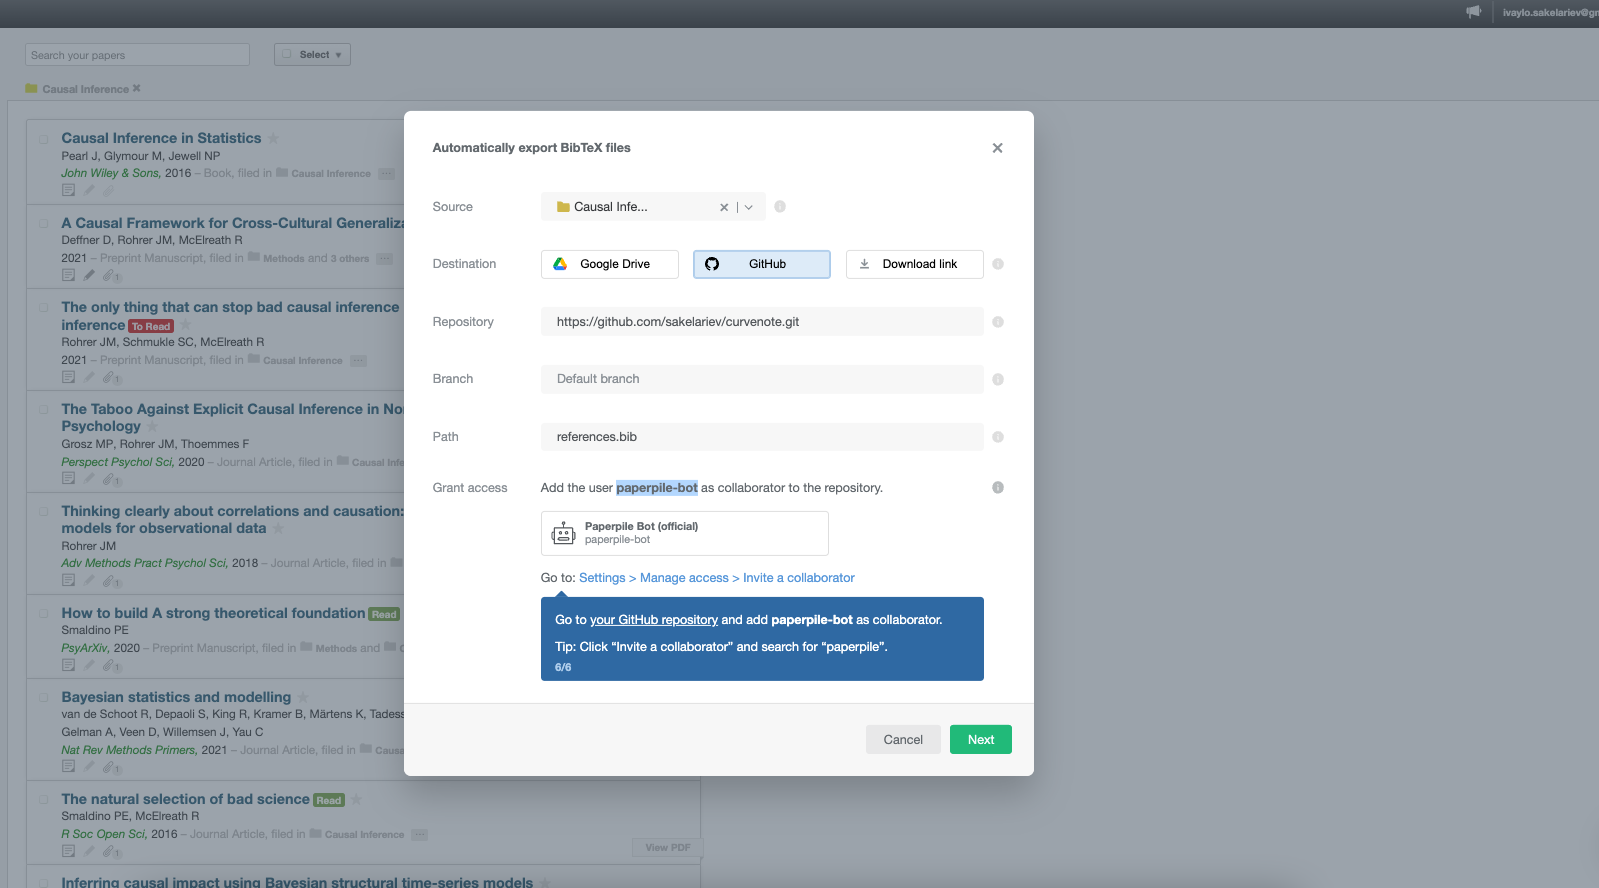 ivaylo.sakelariev@gm
Search your papers
Select
Causal Inference
Causal Inference in Statistics
Pearl J, Glymour M, Jewell NP
John Wiley & Sons, 2016 – Book, filed in Causal Inference
A Causal Framework for Cross-Cultural Generaliza
Deffner D, Rohrer JM, McElreath R
2021 – Preprint Manuscript, filed in Methods and 3 others
1
The only thing that can stop bad causal inference
inference To Read
Rohrer JM, Schmukle SC, McElreath R
2021 – Preprint Manuscript, filed in Causal Inference
1
The Taboo Against Explicit Causal Inference in No
Psychology
Grosz MP, Rohrer JM, Thoemmes F
Perspect Psychol Sci, 2020 – Journal Article, filed in Causal Infe
1
Thinking clearly about correlations and causation:
models for observational data
Rohrer JM
Adv Methods Pract Psychol Sci, 2018 – Journal Article, filed in
1
How to build A strong theoretical foundation Read
Smaldino PE
PsyArXiv, 2020 – Preprint Manuscript, filed in Methods and C
1
Bayesian statistics and modelling
van de Schoot R, Depaoli S, King R, Kramer B, Märtens K, Tadess
Gelman A, Veen D, Willemsen J, Yau C
Nat Rev Methods Primers, 2021 – Journal Article, filed in Causa
1
The natural selection of bad science Read
Smaldino PE, McElreath R
R Soc Open Sci, 2016 – Journal Article, filed in Causal Inference
1
View PDF
Inferring causal impact using Bayesian structural time-series models
Automatically export BibTeX files
Source
Causal Infe...
Destination
Google Drive
GitHub
Download link
Repository
https://github.com/sakelariev/curvenote.git
Branch
Default branch
Path
references.bib
Grant access
Add the user paperpile-bot as collaborator to the repository.
Paperpile Bot (official)
paperpile-bot
Go to: Settings > Manage access > Invite a collaborator
Go to your GitHub repository and add paperpile-bot as collaborator.
Tip: Click “Invite a collaborator” and search for “paperpile”.
6/6
Cancel
Next